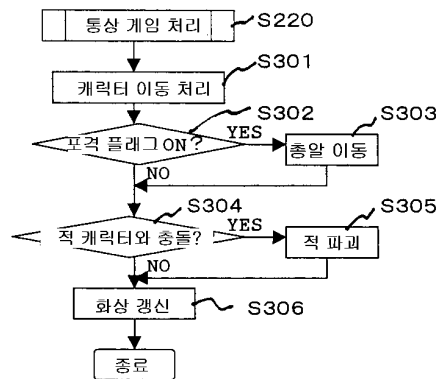 통상 게임 처리 S220
캐릭터 이동 처리 S301
포격 플래그 ON? S302
YES
총알 이동 S303
NO
적 캐릭터와 충돌? S304
YES
적 파괴 S305
NO
화상 갱신 S306
종료